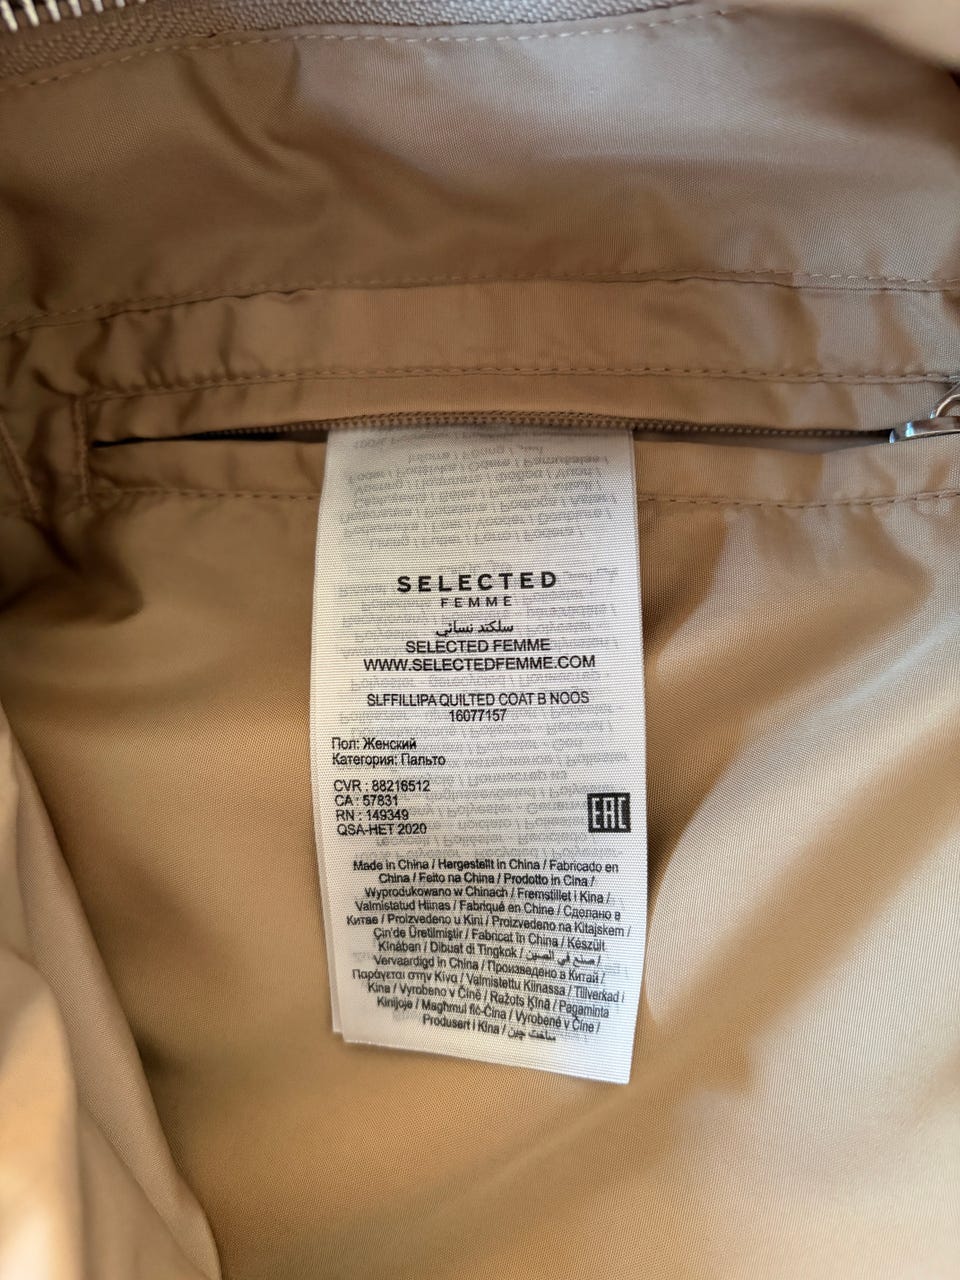 SELECTED
FEMME
سلكتد نسائي
SELECTED FEMME
WWW.SELECTEDFEMME.COM
SLFFILLIPA QUILTED COAT B NOOS
16077157
Пол: Женский
Категория: Пальто
CVR : 88216512
CA : 57831
RN : 149349
QSA-HET 2020
EAC
Made in China / Hergestellt in China / Fabricado en
China / Feito na China / Prodotto in Cina /
Wyprodukowano w Chinach / Fremstillet i Kina /
Valmistatud Hiinas / Fabriqué en Chine / Сделано в
Китае / Proizvedeno u Kini / Proizvedeno na Kitajskem /
Çin'de Üretilmiştir / Fabricat în China / Készült
Kínában / Dibuat di Tingkok / صنع في الصين /
Vervaardigd in China / Произведено в Китай /
Παράγεται στην Κίνα / Valmistettu Kiinassa / Tillverkad i
Kina / Vyrobeno v Číně / Ražots Ķīnā / Pagaminta
Kinijoje / Magħmul fiċ-Ċina / Vyrobené v Číne /
Produsert i Kina / ساخت چین